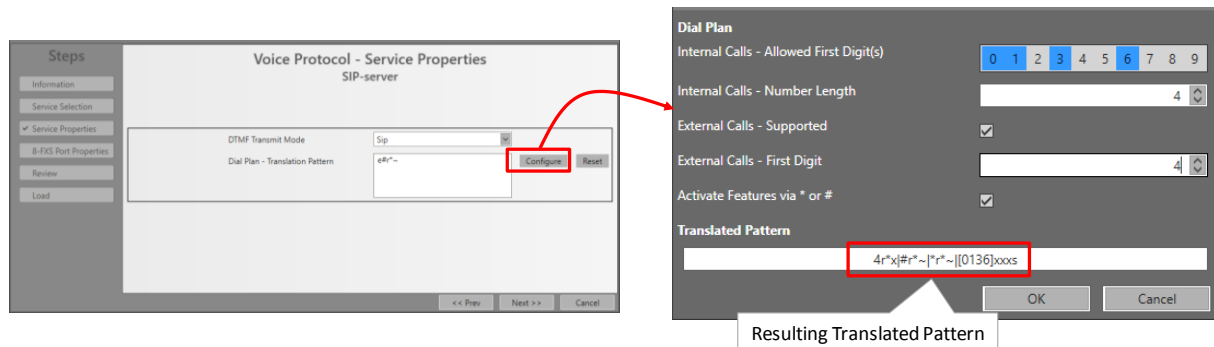 Steps
Information
Service Selection
✔ Service Properties
8-FXS Port Properties
Review
Load
Voice Protocol - Service Properties
SIP-server
DTMF Transmit Mode Sip
Dial Plan - Translation Pattern e#r*~ Configure Reset
<< Prev Next >> Cancel
Dial Plan
Internal Calls - Allowed First Digit(s) 0 1 2 3 4 5 6 7 8 9
Internal Calls - Number Length 4
External Calls - Supported
External Calls - First Digit 4
Activate Features via * or #
Translated Pattern
4r*x|#r*~|*r*~|[0136]xxxs
OK Cancel
Resulting Translated Pattern